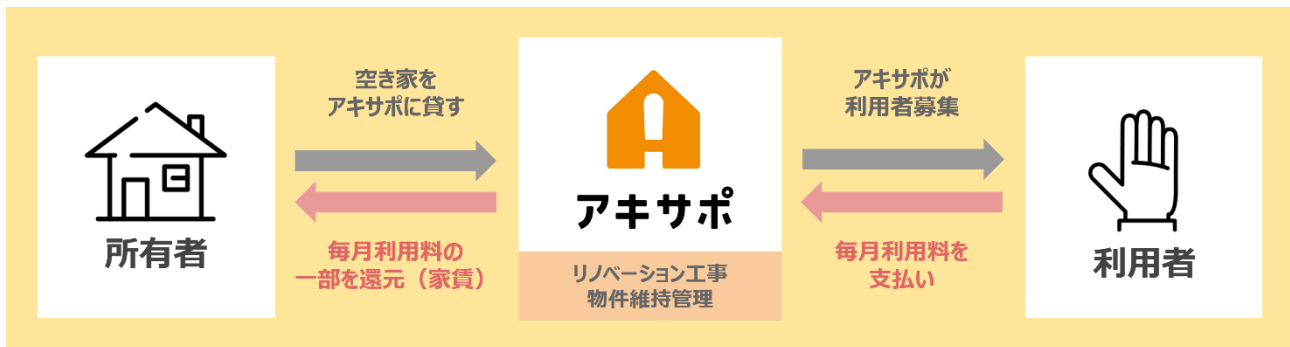 空き家を
アキサポに貸す
アキサポが
利用者募集
所有者
アキサポ
利用者
毎月利用料の
一部を還元（家賃）
リノベーション工事
物件維持管理
毎月利用料を
支払い